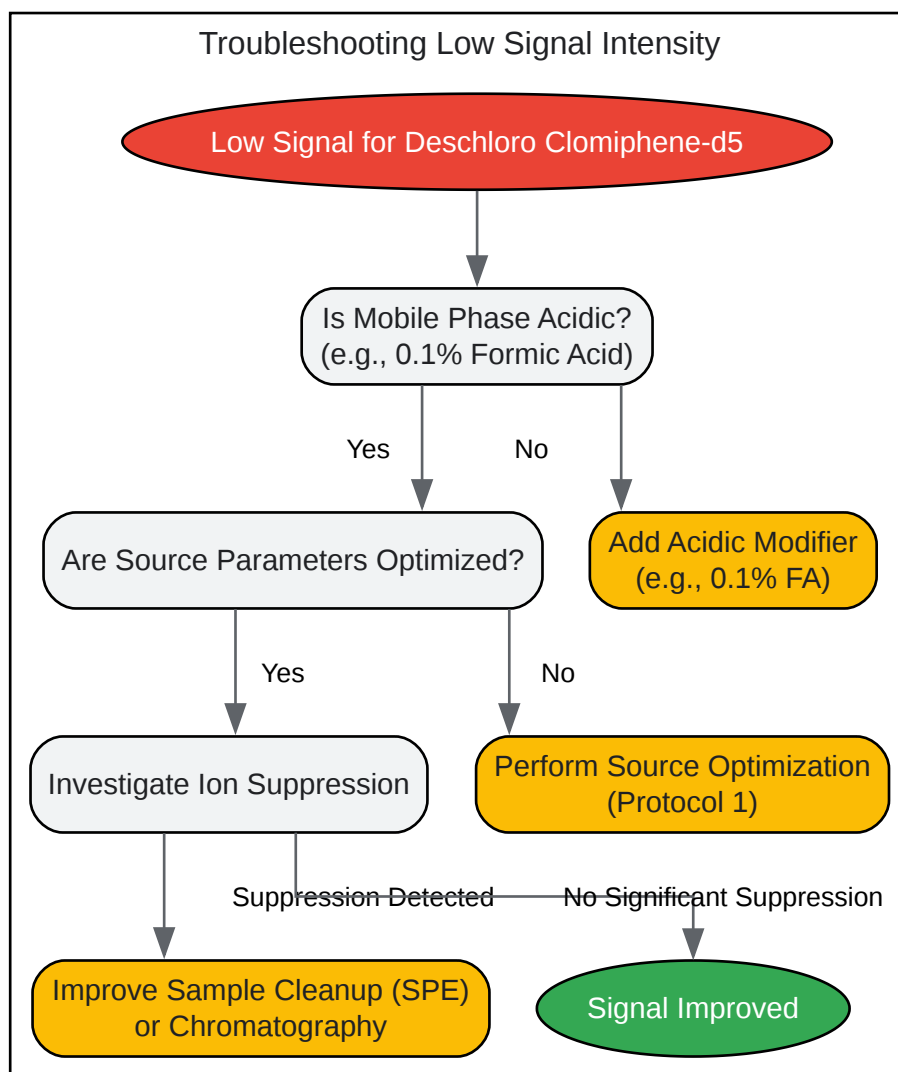 Troubleshooting Low Signal Intensity
Low Signal for Deschloro Clomiphene-d5
Is Mobile Phase Acidic?
(e.g., 0.1% Formic Acid)
Yes
No
Are Source Parameters Optimized?
Add Acidic Modifier
(e.g., 0.1% FA)
Yes
No
Investigate Ion Suppression
Perform Source Optimization
(Protocol 1)
Suppression Detected
No Significant Suppression
Improve Sample Cleanup (SPE)
or Chromatography
Signal Improved